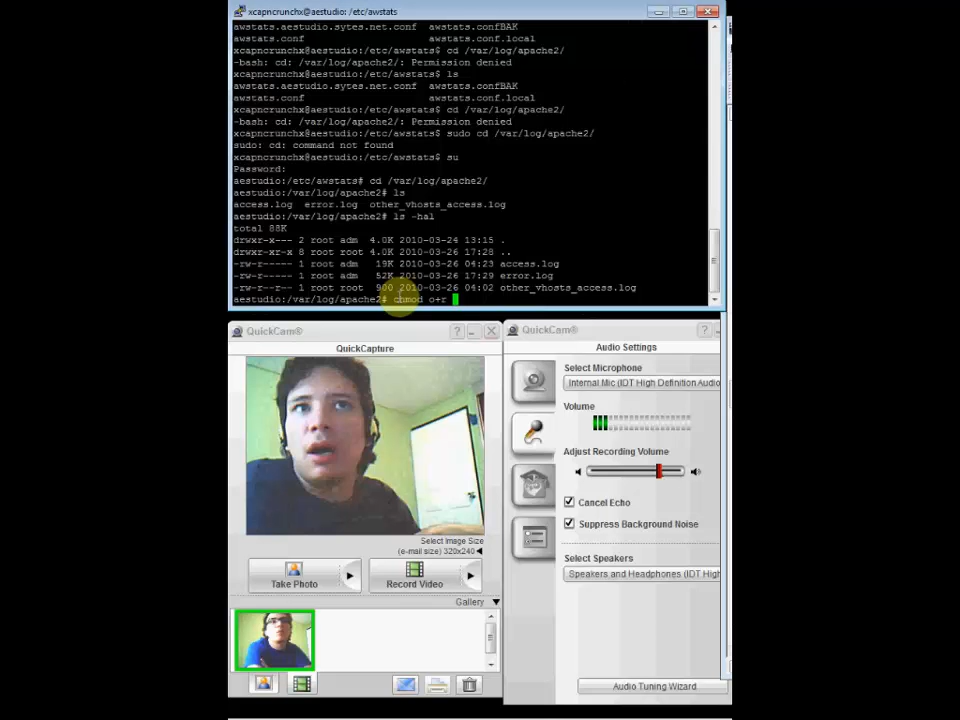 xcapncrunchx@aestudio: /etc/awstats
awstats.aestudio.sytes.net.conf  awstats.confBAK
awstats.conf                     awstats.conf.local
xcapncrunchx@aestudio:/etc/awstats$ cd /var/log/apache2/
-bash: cd: /var/log/apache2/: Permission denied
xcapncrunchx@aestudio:/etc/awstats$ ls
awstats.aestudio.sytes.net.conf  awstats.confBAK
awstats.conf                     awstats.conf.local
xcapncrunchx@aestudio:/etc/awstats$ cd /var/log/apache2/
-bash: cd: /var/log/apache2/: Permission denied
xcapncrunchx@aestudio:/etc/awstats$ sudo cd /var/log/apache2/
sudo: cd: command not found
xcapncrunchx@aestudio:/etc/awstats$ su
Password:
aestudio:/etc/awstats# cd /var/log/apache2/
aestudio:/var/log/apache2# ls
access.log  error.log  other_vhosts_access.log
aestudio:/var/log/apache2# ls -hal
total 88K
drwxr-x--- 2 root adm  4.0K 2010-03-24 13:15 .
drwxr-xr-x 8 root root 4.0K 2010-03-26 17:28 ..
-rw-r----- 1 root adm   19K 2010-03-26 04:23 access.log
-rw-r----- 1 root adm   52K 2010-03-26 17:29 error.log
-rw-r--r-- 1 root root  900 2010-03-26 04:02 other_vhosts_access.log
aestudio:/var/log/apache2# chmod o+r
QuickCam®
QuickCapture
Select Image Size
(e-mail size) 320x240
Take Photo
Record Video
Gallery
QuickCam®
Audio Settings
Select Microphone
Internal Mic (IDT High Definition Audio
Volume
Adjust Recording Volume
Cancel Echo
Suppress Background Noise
Select Speakers
Speakers and Headphones (IDT High
Audio Tuning Wizard